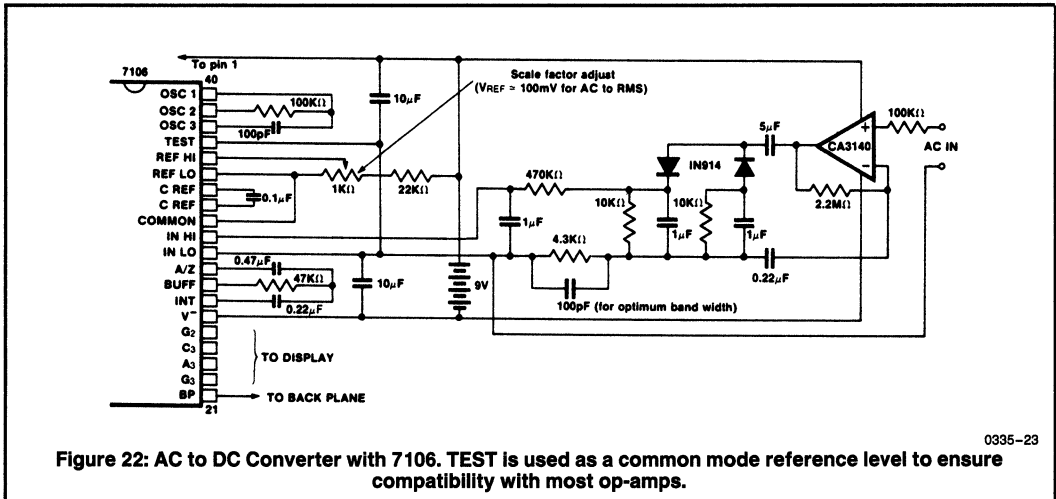 To pin 1
7106
40
OSC 1
OSC 2
OSC 3
TEST
REF HI
REF LO
C REF
C REF
COMMON
IN HI
IN LO
A/Z
BUFF
INT
V⁻
G2
C3
A3
G3
BP
21
100KΩ
100pF
0.1µF
0.47µF
47KΩ
0.22µF
TO DISPLAY
TO BACK PLANE
10µF
Scale factor adjust
(VREF ≃ 100mV for AC to RMS)
1KΩ
22KΩ
10µF
9V
470KΩ
1µF
4.3KΩ
100pF (for optimum band width)
10KΩ
1µF
IN914
10KΩ
1µF
5µF
CA3140
+
−
100KΩ
AC IN
2.2MΩ
0.22µF
0335–23
Figure 22: AC to DC Converter with 7106. TEST is used as a common mode reference level to ensure
compatibility with most op-amps.